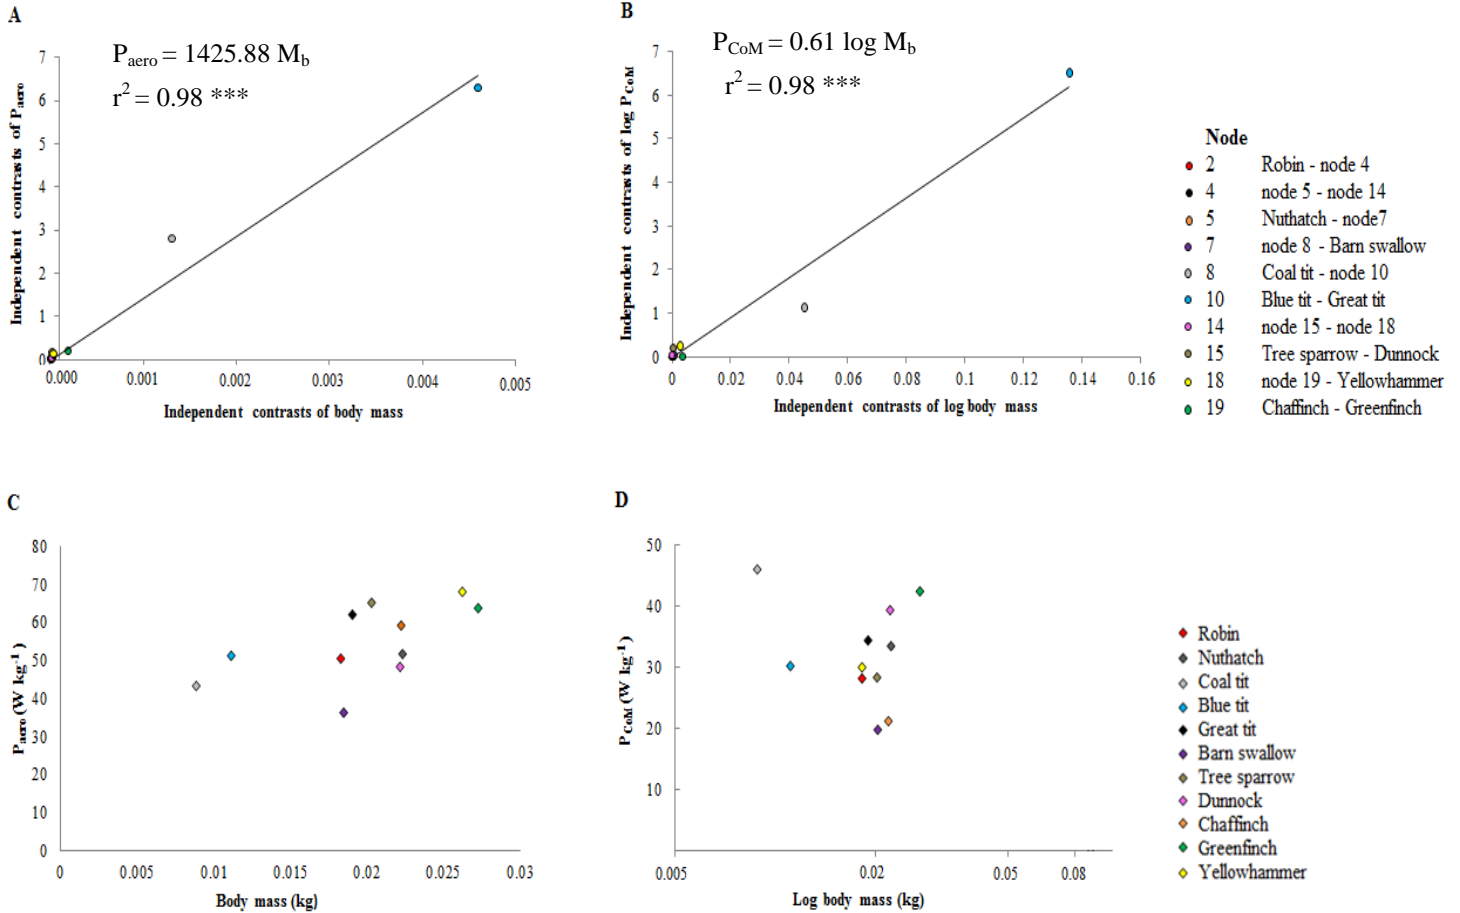 A
P_aero = 1425.88 M_b
r² = 0.98 ***
Independent contrasts of P_aero
7
6
5
4
3
2
1
0
0.000 0.001 0.002 0.003 0.004 0.005
Independent contrasts of body mass
B
P_CoM = 0.61 log M_b
r² = 0.98 ***
Independent contrasts of log P_CoM
7
6
5
4
3
2
1
0
0 0.02 0.04 0.06 0.08 0.1 0.12 0.14 0.16
Independent contrasts of log body mass
Node
2 Robin - node 4
4 node 5 - node 14
5 Nuthatch - node7
7 node 8 - Barn swallow
8 Coal tit - node 10
10 Blue tit - Great tit
14 node 15 - node 18
15 Tree sparrow - Dunnock
18 node 19 - Yellowhammer
19 Chaffinch - Greenfinch
C
P_aero (W kg⁻¹)
80
70
60
50
40
30
20
10
0
0 0.005 0.01 0.015 0.02 0.025 0.03
Body mass (kg)
D
P_CoM (W kg⁻¹)
50
40
30
20
10
0.005 0.02 0.05 0.08
Log body mass (kg)
Robin
Nuthatch
Coal tit
Blue tit
Great tit
Barn swallow
Tree sparrow
Dunnock
Chaffinch
Greenfinch
Yellowhammer